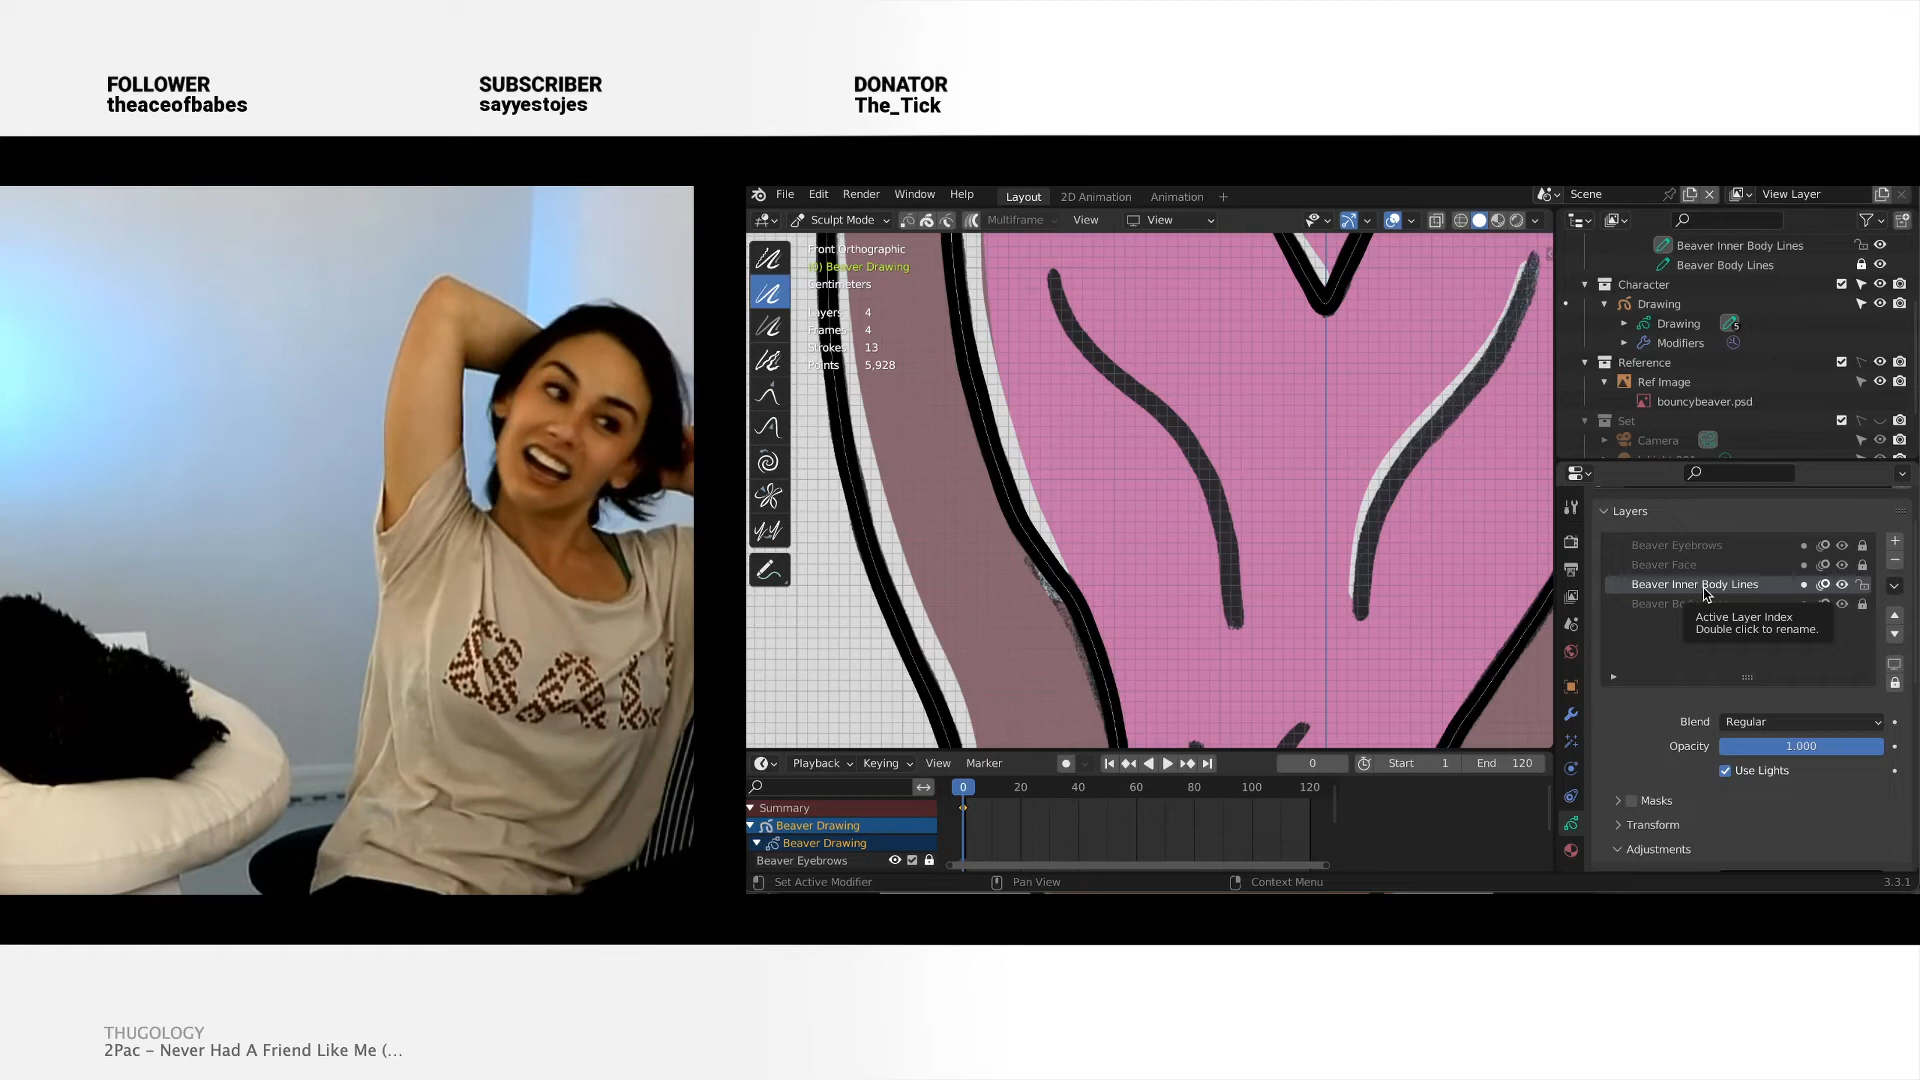 FOLLOWER
theaceofbabes
SUBSCRIBER
sayyestojes
DONATOR
The_Tick
File Edit Render Window Help Layout 2D Animation Animation + Scene View Layer
Sculpt Mode Multiframe View View
Front Orthographic
(0) Beaver Drawing
Centimeters
Layers 4
Frames 4
Strokes 13
Points 5,928
Beaver Inner Body Lines
Beaver Body Lines
Character
Drawing
Drawing 5
Modifiers
Reference
Ref Image
bouncybeaver.psd
Set
Camera
Layers
Beaver Eyebrows
Beaver Face
Beaver Inner Body Lines
Active Layer Index
Double click to rename.
Blend Regular
Opacity 1.000
Use Lights
Masks
Transform
Adjustments
Playback Keying View Marker 0 Start 1 End 120
0 20 40 60 80 100 120
Summary
Beaver Drawing
Beaver Drawing
Beaver Eyebrows
Set Active Modifier Pan View Context Menu 3.3.1
BAL
THUGOLOGY
2Pac - Never Had A Friend Like Me (...